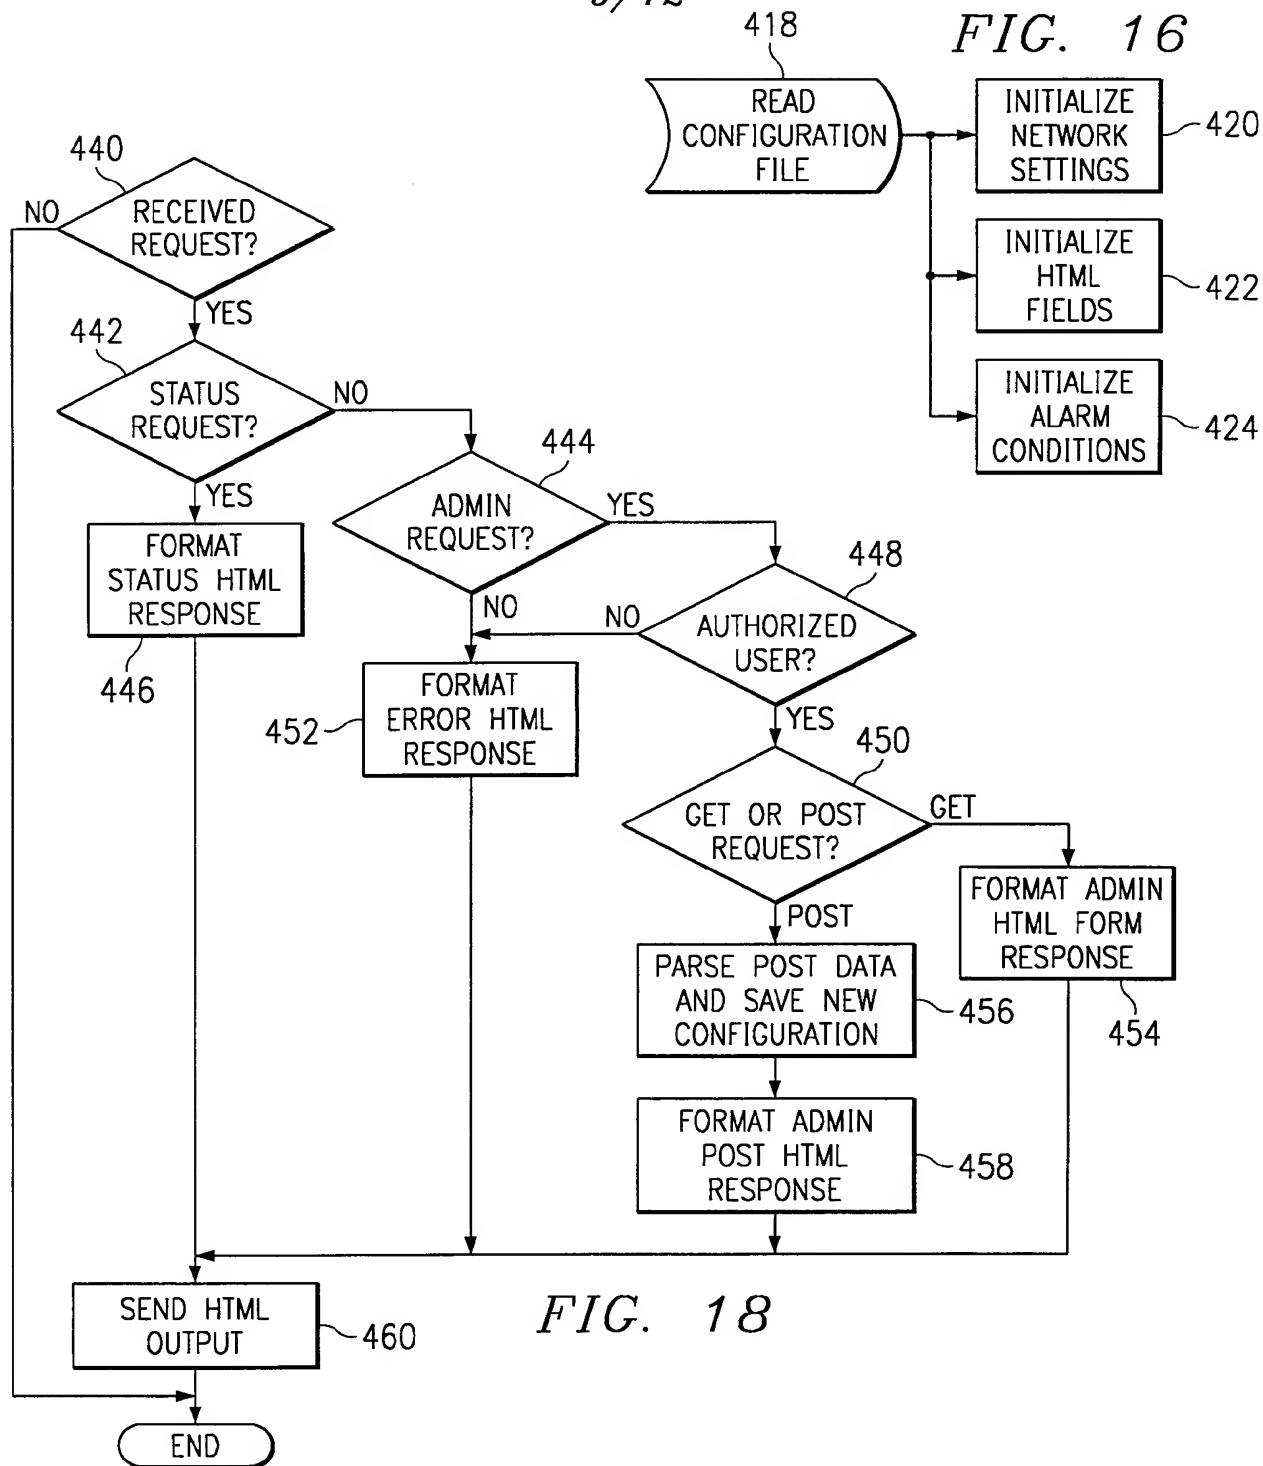 FIG. 16
418
READ
CONFIGURATION
FILE
INITIALIZE
NETWORK
SETTINGS
420
INITIALIZE
HTML
FIELDS
422
INITIALIZE
ALARM
CONDITIONS
424
440
NO
RECEIVED
REQUEST?
YES
442
STATUS
REQUEST?
NO
YES
444
ADMIN
REQUEST?
YES
NO
FORMAT
STATUS HTML
RESPONSE
446
448
NO
AUTHORIZED
USER?
YES
FORMAT
ERROR HTML
RESPONSE
452
450
GET OR POST
REQUEST?
GET
POST
FORMAT ADMIN
HTML FORM
RESPONSE
454
PARSE POST DATA
AND SAVE NEW
CONFIGURATION
456
FORMAT ADMIN
POST HTML
RESPONSE
458
SEND HTML
OUTPUT
460
FIG. 18
END